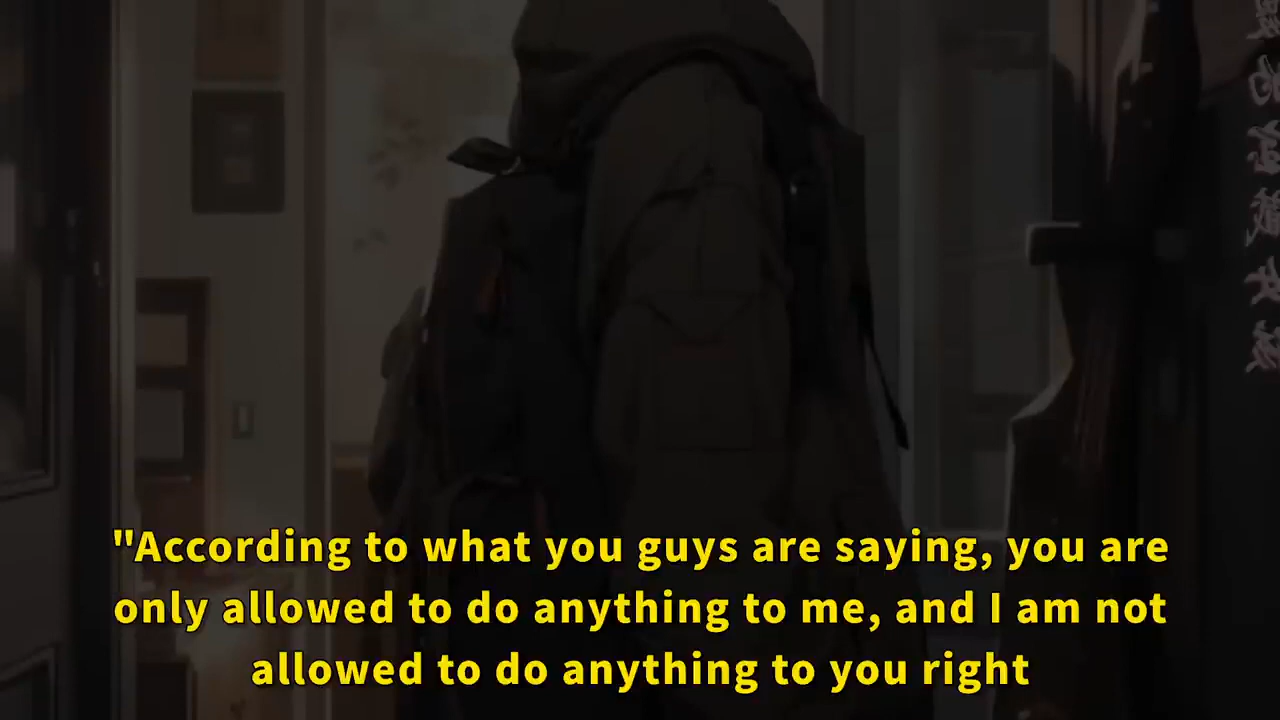 "According to what you guys are saying, you are
only allowed to do anything to me, and I am not
allowed to do anything to you right